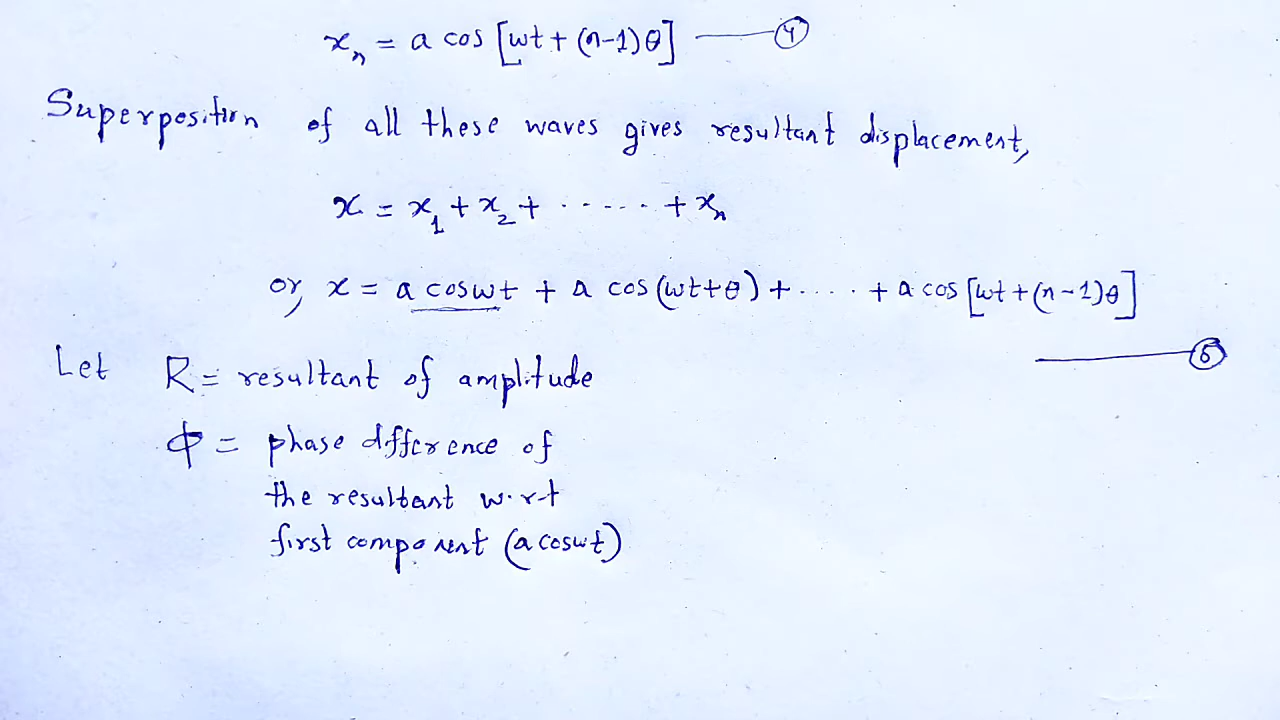 xₙ = a cos [wt + (n-1)θ] —— ④
Superposition of all these waves gives resultant displacement,
x = x₁ + x₂ + ...... + xₙ
or, x = a coswt + a cos(wt+θ) + .... + a cos [wt + (n-1)θ]
—— ⑤
Let R = resultant of amplitude
ϕ = phase difference of
the resultant w.r.t
first component (a coswt)